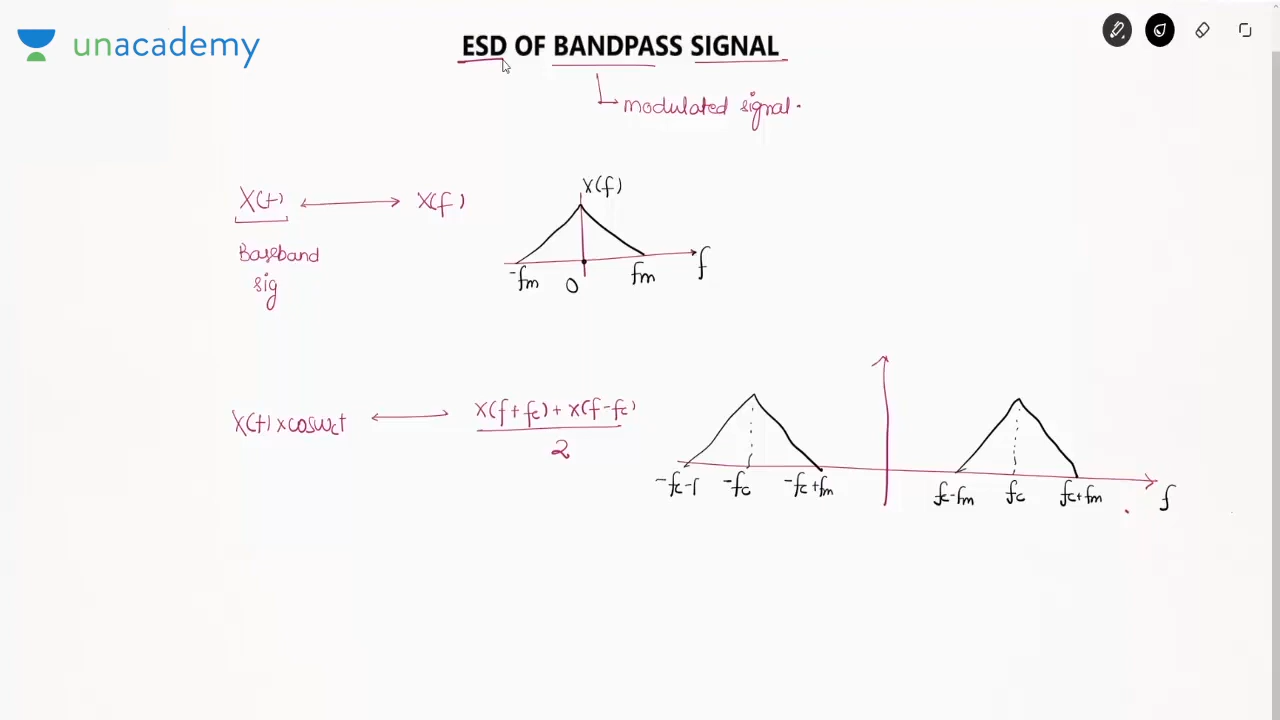 unacademy
ESD OF BANDPASS SIGNAL
modulated signal.
X(t) ⟷ X(f)
Baseband
sig
X(f)
-fm 0 fm f
X(t) x cosωct ⟷ X(f+fc) + X(f-fc)
2
-fc-f -fc -fc+fm fc-fm fc fc+fm f